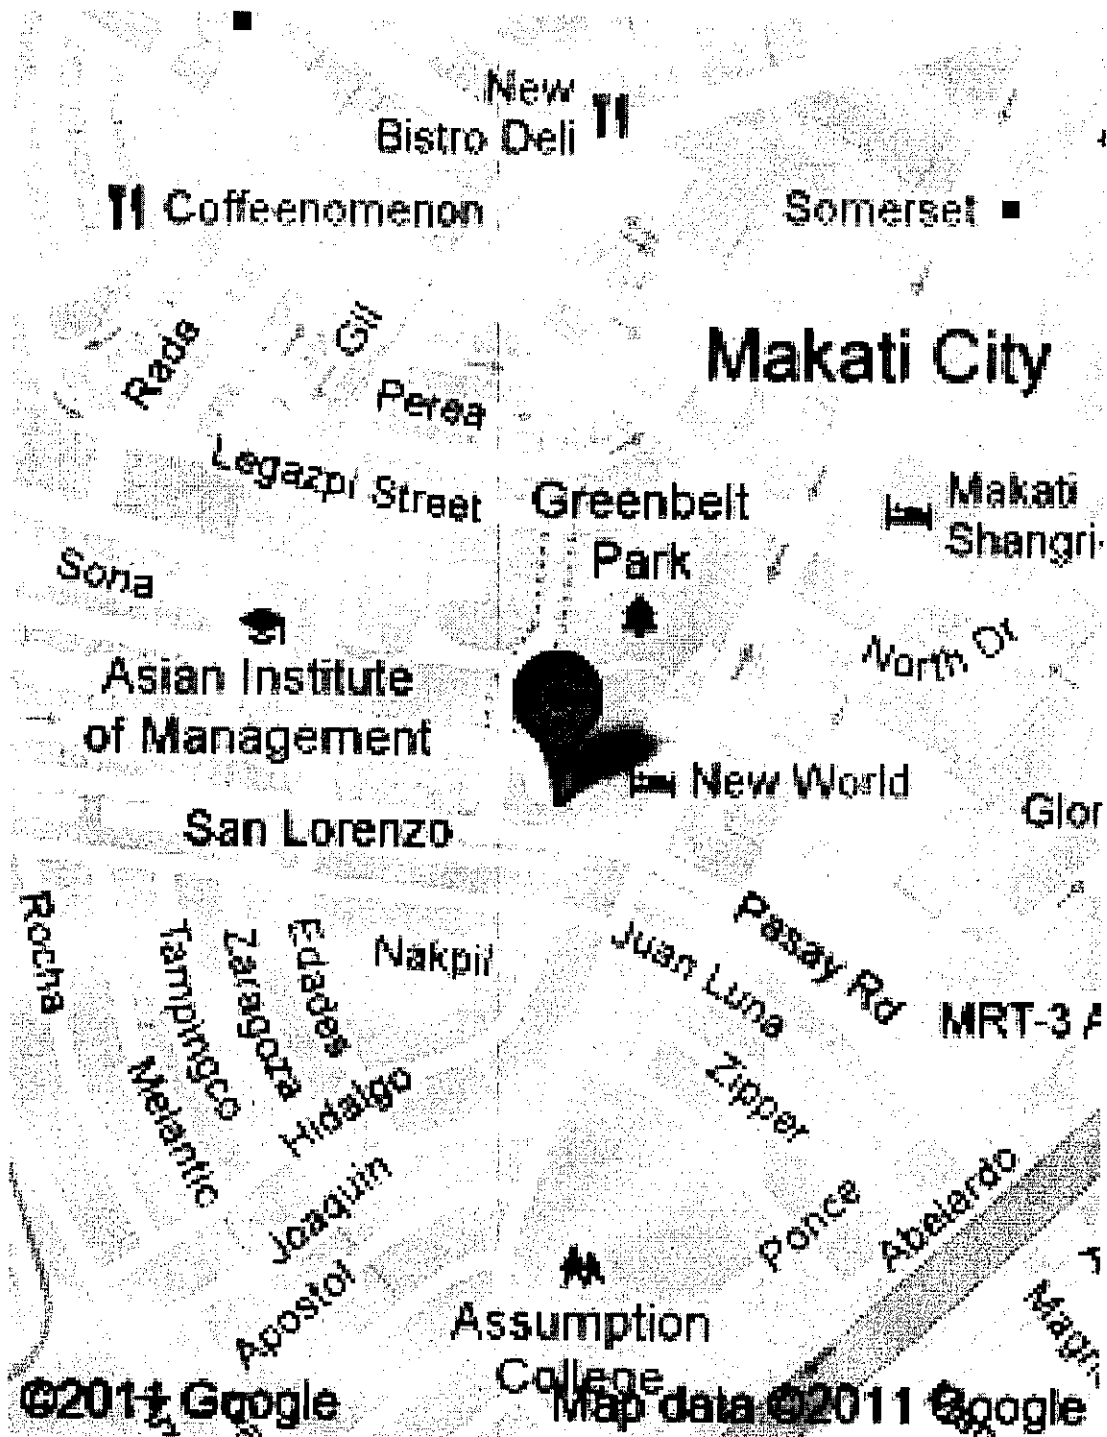 New
Bistro Deli
Coffeenomenon
Somerset
Rada
Gil
Perea
Makati City
Legazpi Street
Greenbelt
Park
Makati
Shangri-
Sona
Asian Institute
of Management
North Dr
New World
San Lorenzo
Glor
Rocha
Tampingco
Zaragoza
Edades
Nakpil
Juan Luna
Pasay Rd
MRT-3 A
Melantic
Hidalgo
Zipper
Joaquin
Ponce
Abelardo
Apostol
Assumption
College
Magn
©2011 Google
Map data ©2011 Google